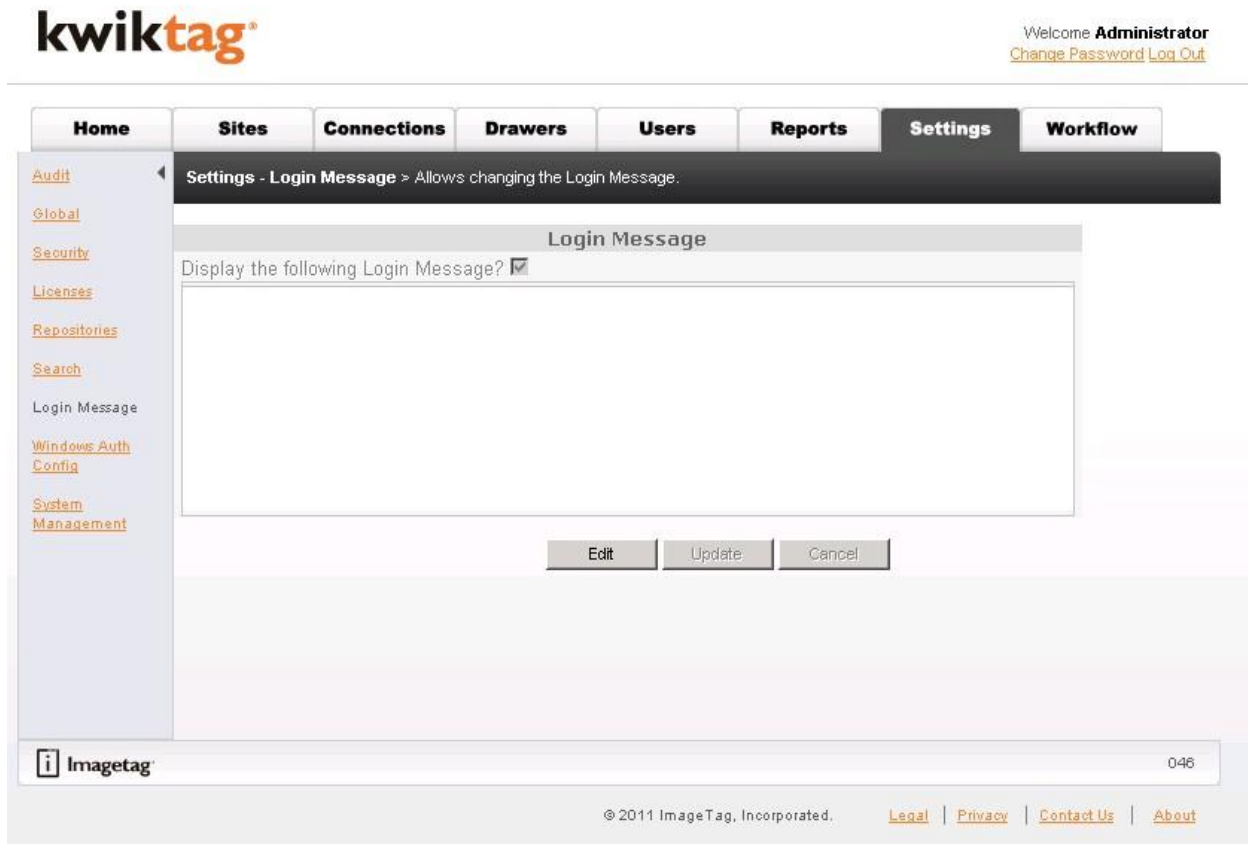 kwiktag®
Welcome Administrator
Change Password Log Out
Home Sites Connections Drawers Users Reports Settings Workflow
Settings - Login Message > Allows changing the Login Message.
Audit
Global
Security
Licenses
Repositories
Search
Login Message
Windows Auth
Config
System
Management
Login Message
Display the following Login Message?
Edit Update Cancel
i Imagetag
046
© 2011 ImageTag, Incorporated. Legal | Privacy | Contact Us | About